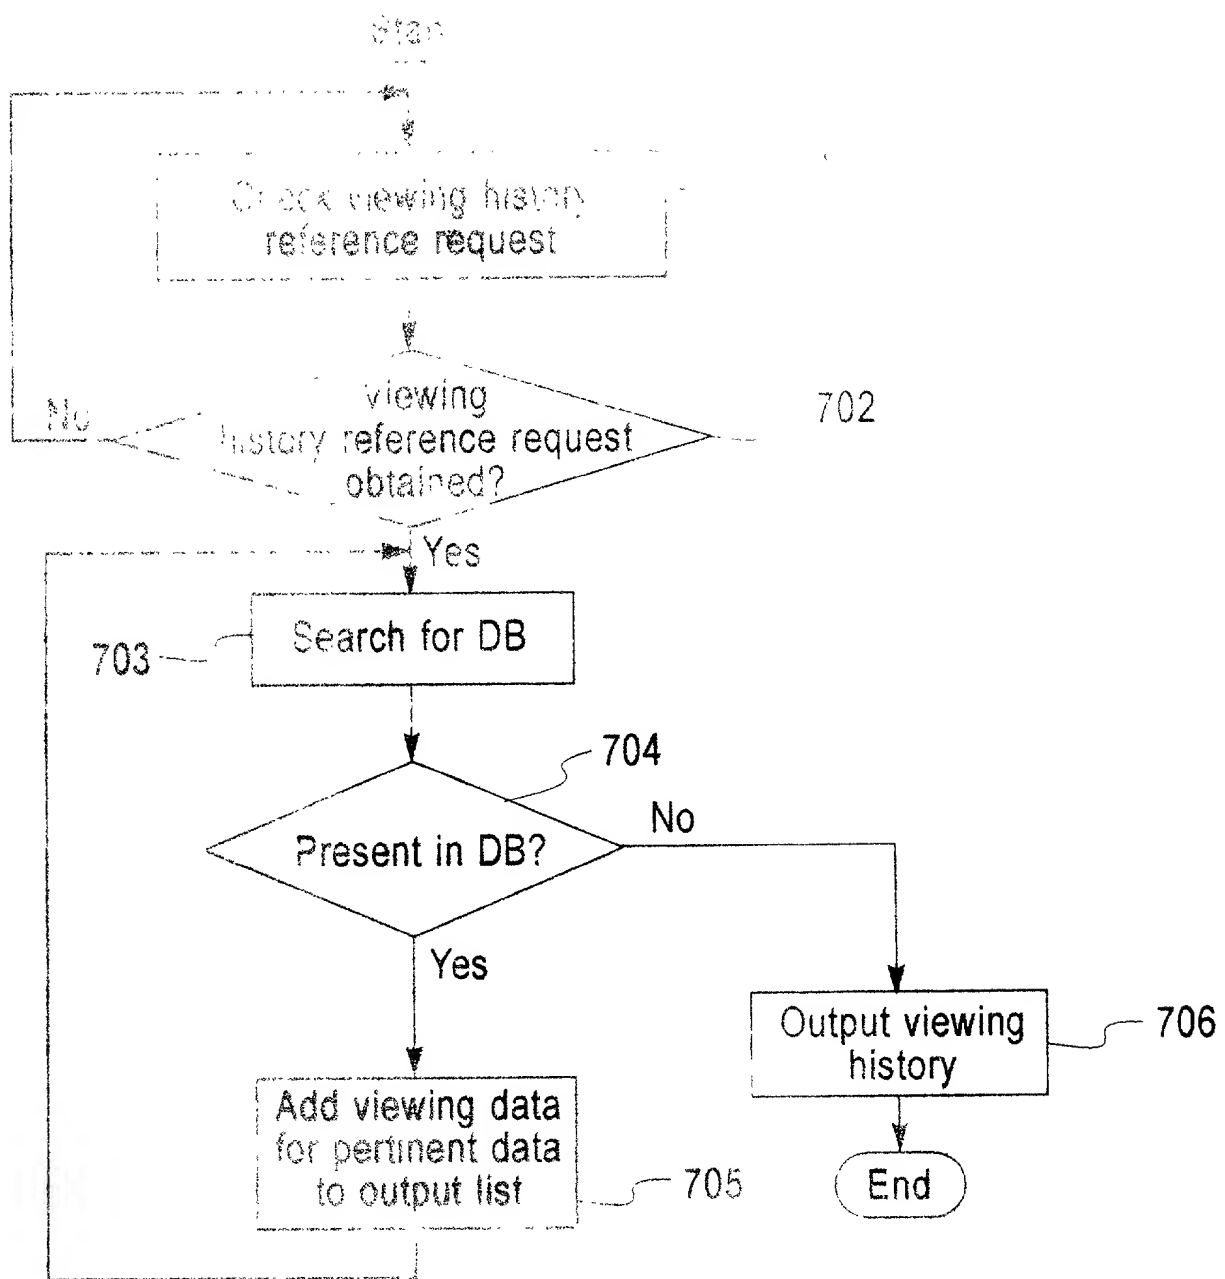 Start
Check viewing history
reference request
No
viewing
history reference request
obtained?
702
Yes
Search for DB
703
704
Present in DB?
No
Yes
Output viewing
history
706
Add viewing data
for pertinent data
to output list
705
End